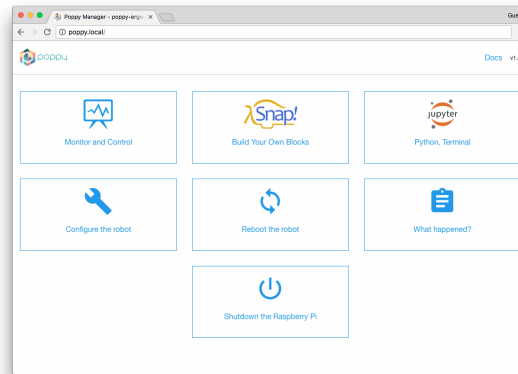 Poppy Manager - poppy-ergo
Gue
poppy.local/
poppy
Docs v1.
Snap!
jupyter
Monitor and Control
Build Your Own Blocks
Python, Terminal
Configure the robot
Reboot the robot
What happened?
Shutdown the Raspberry Pi